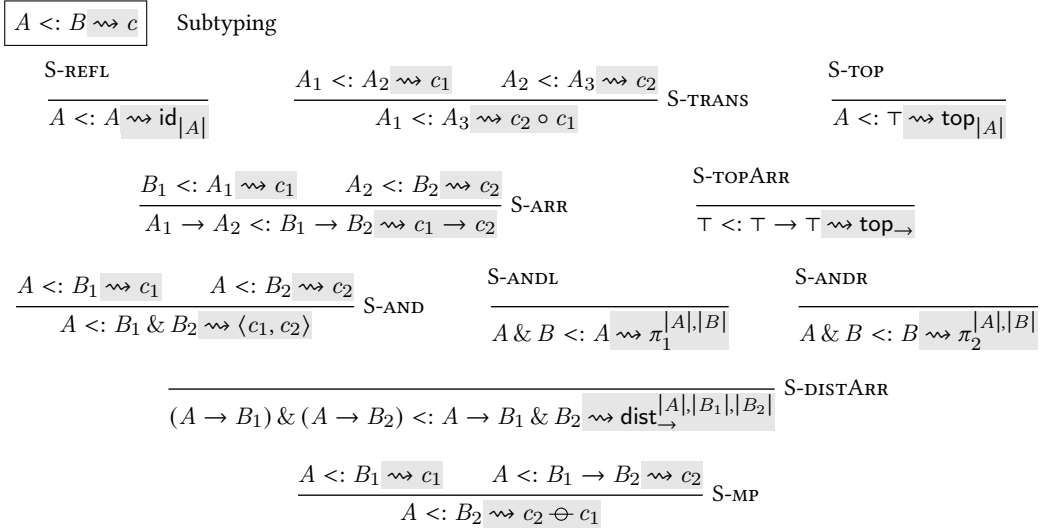 A <: B ⇝ c Subtyping
S-REFL
A <: A ⇝ id_{|A|}
A₁ <: A₂ ⇝ c₁ A₂ <: A₃ ⇝ c₂
A₁ <: A₃ ⇝ c₂ ∘ c₁ S-TRANS
S-TOP
A <: ⊤ ⇝ top_{|A|}
B₁ <: A₁ ⇝ c₁ A₂ <: B₂ ⇝ c₂
A₁ → A₂ <: B₁ → B₂ ⇝ c₁ → c₂ S-ARR
S-TOPARR
⊤ <: ⊤ → ⊤ ⇝ top_→
A <: B₁ ⇝ c₁ A <: B₂ ⇝ c₂
A <: B₁ & B₂ ⇝ ⟨c₁, c₂⟩ S-AND
S-ANDL
A & B <: A ⇝ π₁^{|A|,|B|}
S-ANDR
A & B <: B ⇝ π₂^{|A|,|B|}
(A → B₁) & (A → B₂) <: A → B₁ & B₂ ⇝ dist_→^{|A|,|B₁|,|B₂|} S-DISTARR
A <: B₁ ⇝ c₁ A <: B₁ → B₂ ⇝ c₂
A <: B₂ ⇝ c₂ ⦵ c₁ S-MP